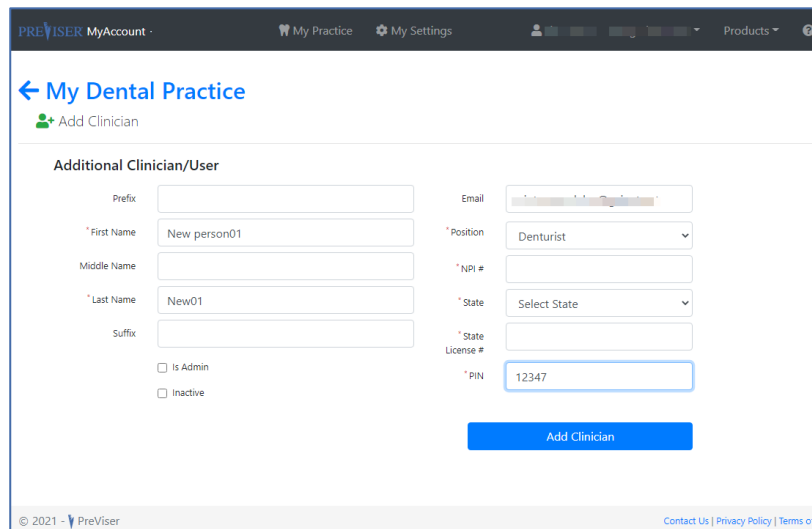 PREVISER MyAccount · My Practice My Settings Products
My Dental Practice
Add Clinician
Additional Clinician/User
Prefix
* First Name New person01
Middle Name
* Last Name New01
Suffix
Is Admin
Inactive
Email
* Position Denturist
* NPI #
* State Select State
* State
License #
* PIN 12347
Add Clinician
© 2021 - PreViser Contact Us | Privacy Policy | Terms